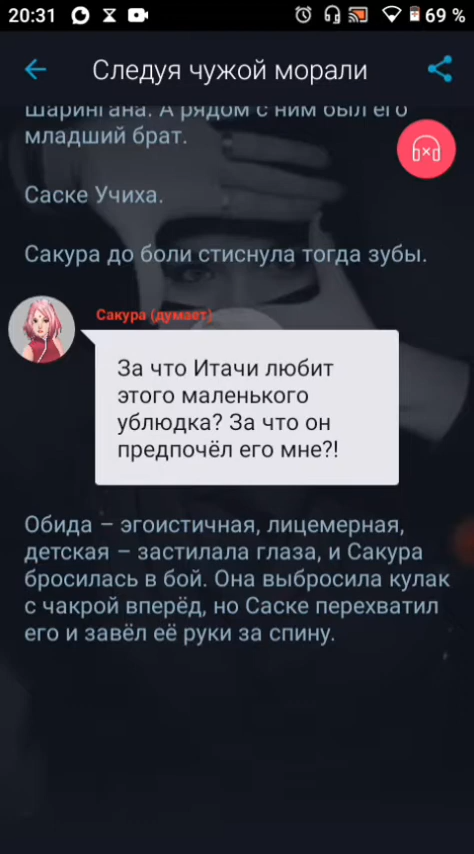 20:31
69 %
Следуя чужой морали
Шарингана. А рядом с ним был его
младший брат.
Саске Учиха.
Сакура до боли стиснула тогда зубы.
Сакура (думает)
За что Итачи любит
этого маленького
ублюдка? За что он
предпочёл его мне?!
Обида – эгоистичная, лицемерная,
детская – застилала глаза, и Сакура
бросилась в бой. Она выбросила кулак
с чакрой вперёд, но Саске перехватил
его и завёл её руки за спину.